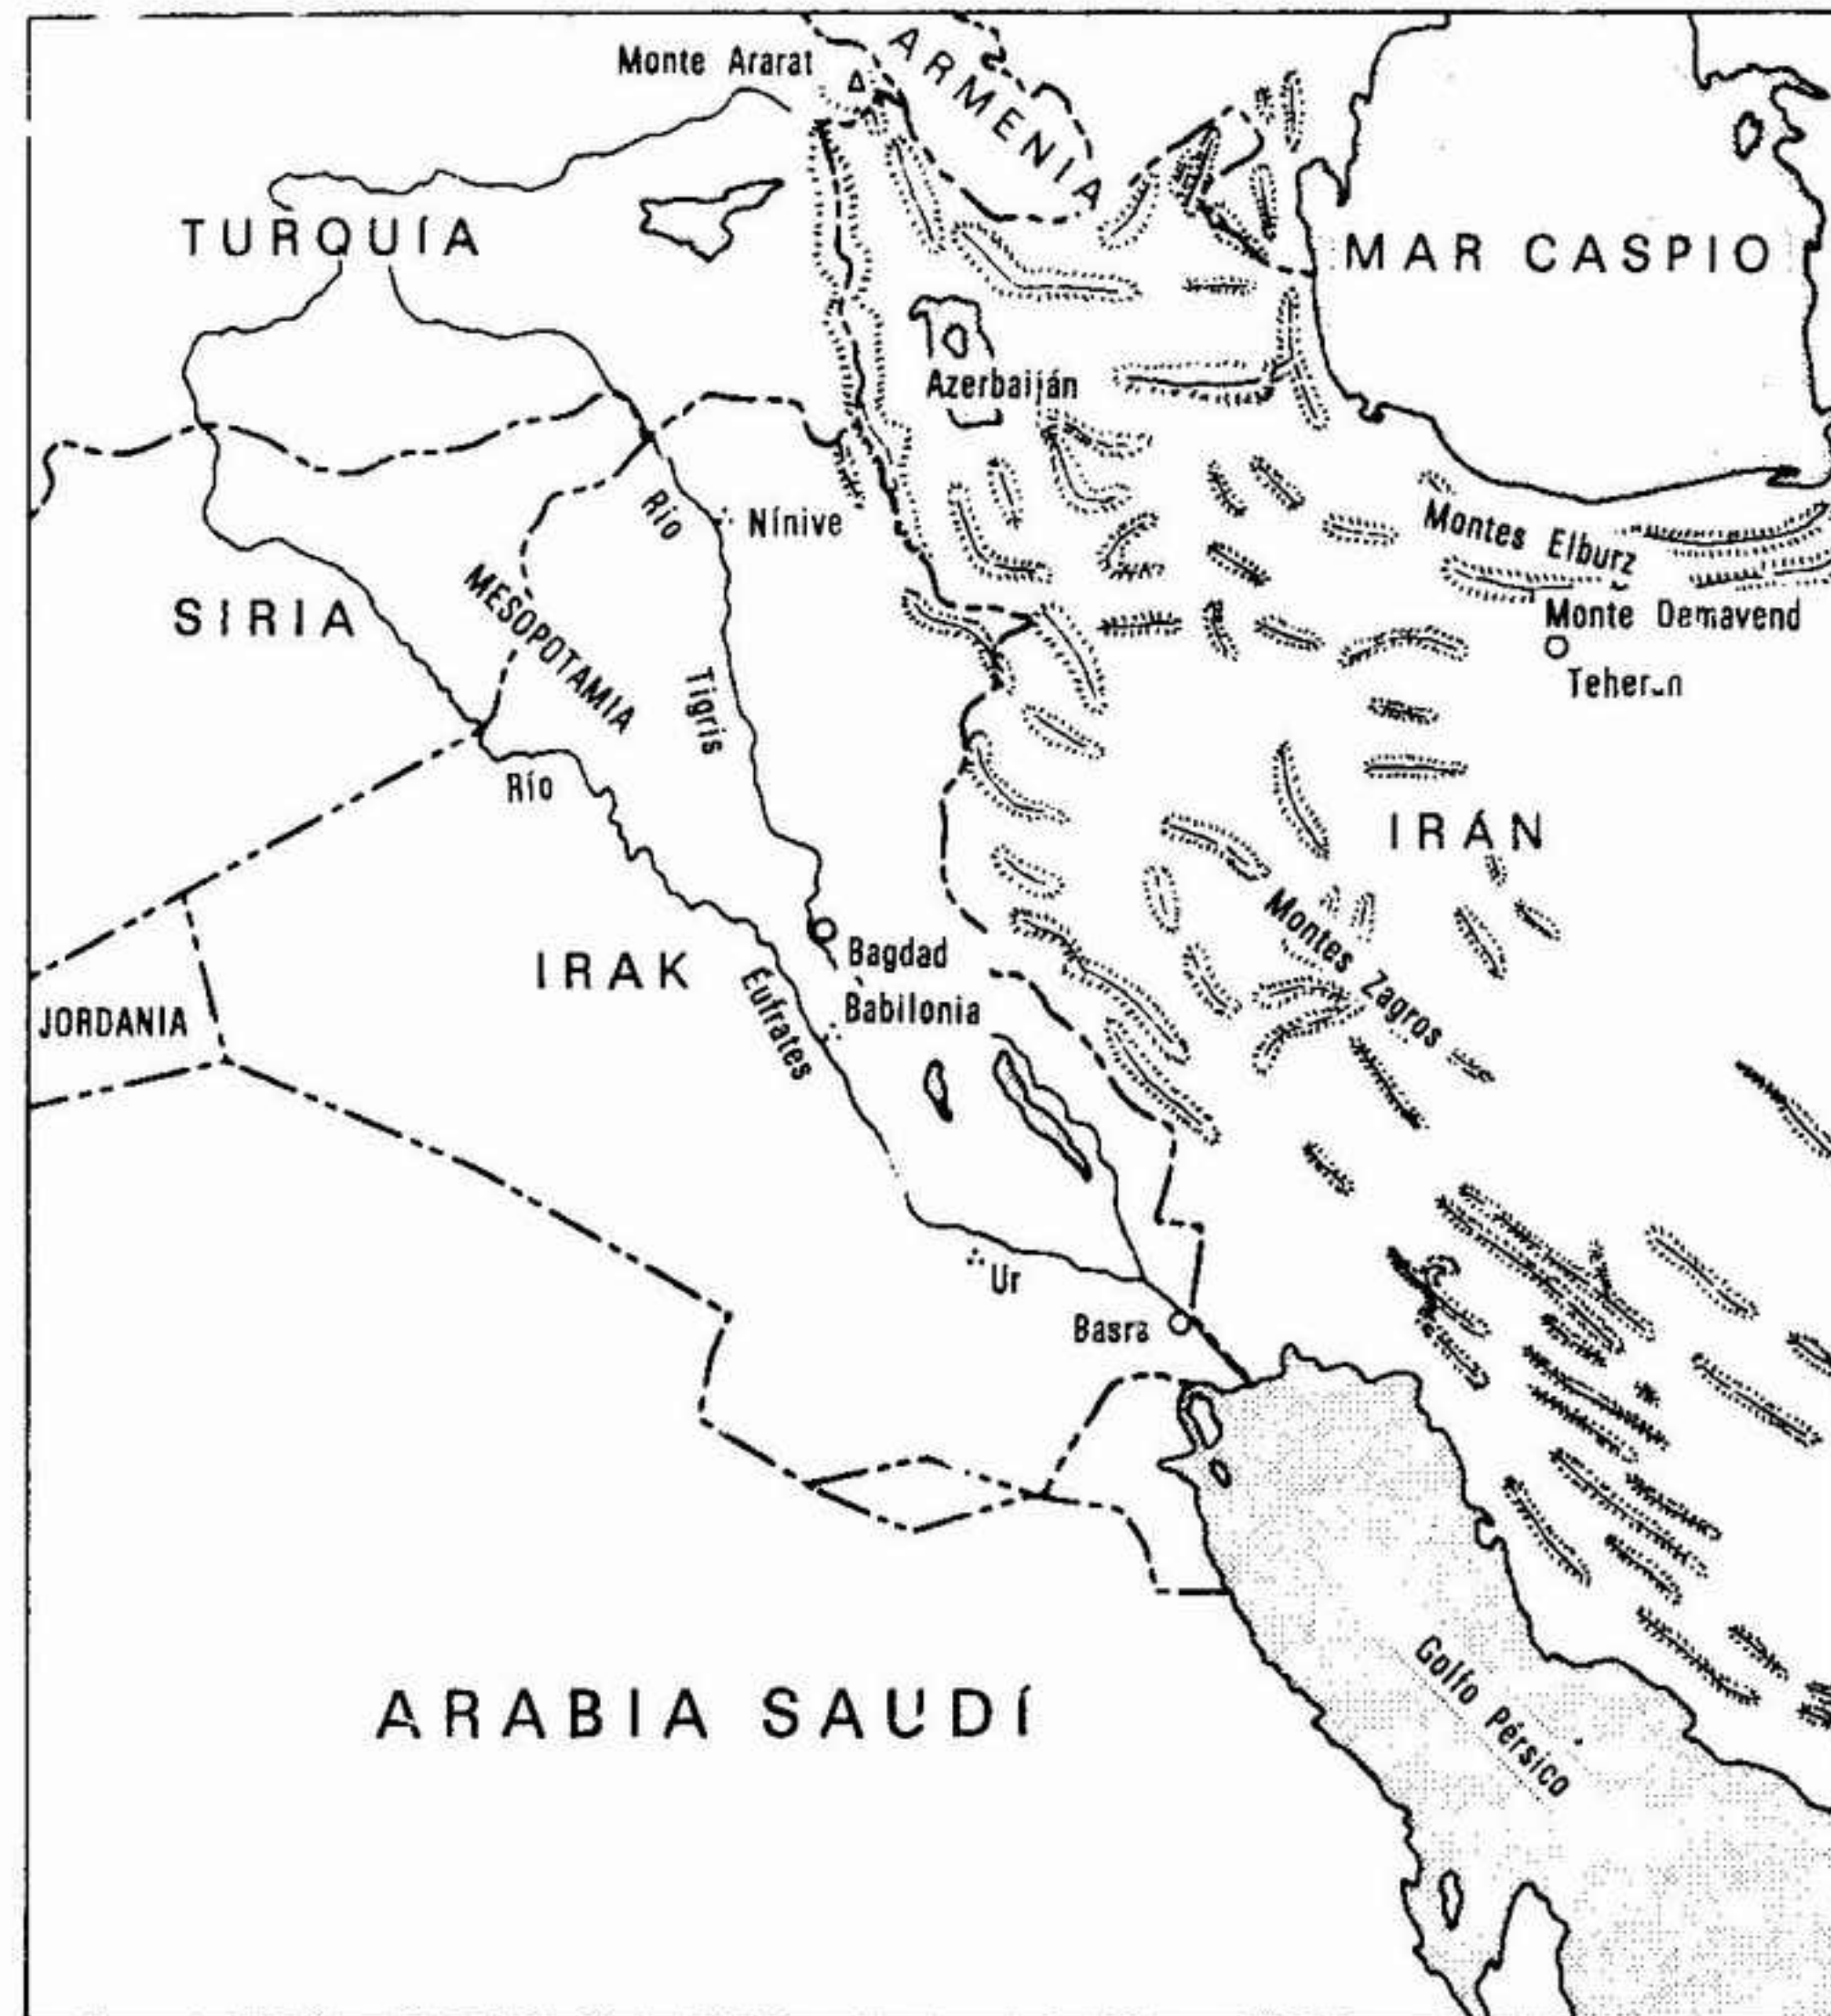 Monte Ararat
ARMENIA
TURQUÍA
MAR CASPIO
Azerbaiján
Río
Nínive
Montes Elburz
MESOPOTAMIA
SIRIA
Monte Demavend
Tigris
Río
IRÁN
Montes Zagros
Bagdad
IRAK
Eufrates
Babilonia
JORDANIA
Ur
Basra
Golfo Pérsico
ARABIA SAUDÍ